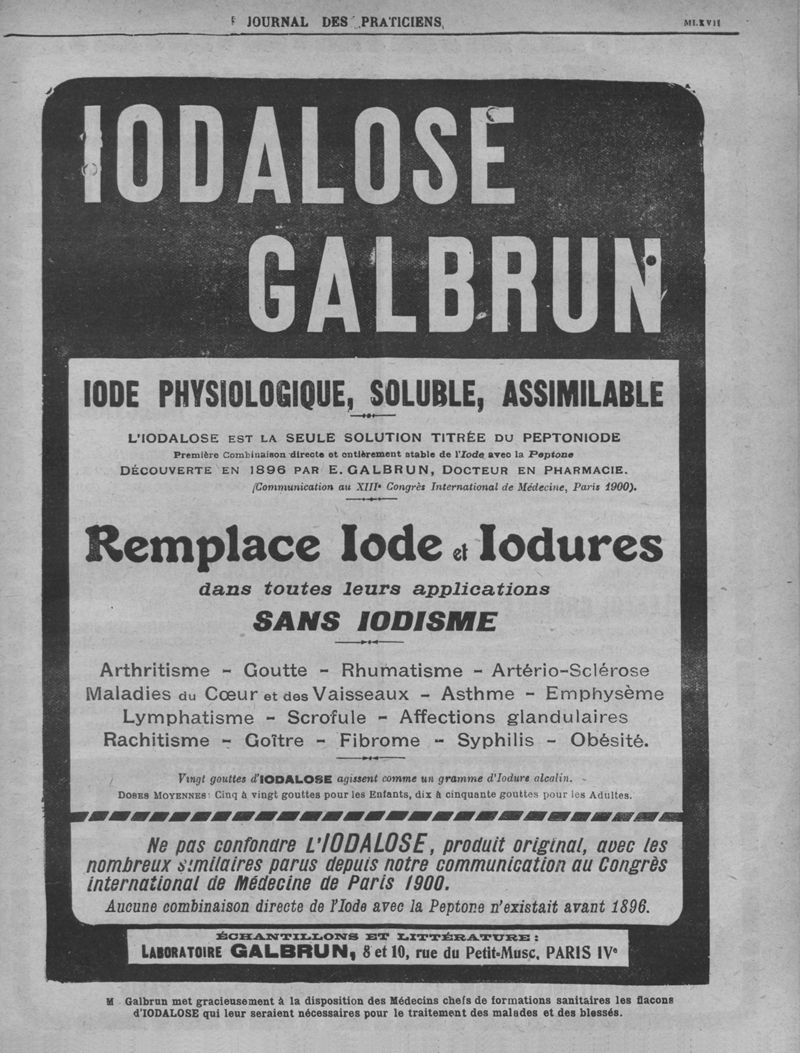 JOURNAL DES PRATICIENS,
IODALOSE
GALBRUN
IODE PHYSIOLOGIQUE, SOLUBLE, ASSIMILABLE
L'IODALOSE EST LA SEULE SOLUTION TITRÉE DU PEPTONIODE
Première Combinaison directe et entièrement stable de l'Iode avec la Peptone
DÉCOUVERTE EN 1896 PAR E. GALBRUN, DOCTEUR EN PHARMACIE.
(Communication au XIIIe Congrès International de Médecine, Paris 1900).
Remplace Iode et Iodures
dans toutes leurs applications
SANS IODISME
Arthritisme - Goutte - Rhumatisme - Artério-Sclérose
Maladies du Cœur et des Vaisseaux - Asthme - Emphysème
Lymphatisme - Scrofule - Affections glandulaires
Rachitisme - Goître - Fibrome - Syphilis - Obésité.
Vingt gouttes d'IODALOSE agissent comme un gramme d'Iodure alcalin.
DOSES MOYENNES: Cinq à vingt gouttes pour les Enfants, dix à cinquante gouttes pour les Adultes.
Ne pas confondre L'IODALOSE, produit original, avec les
nombreux similaires parus depuis notre communication au Congrès
international de Médecine de Paris 1900.
Aucune combinaison directe de l'Iode avec la Peptone n'existait avant 1896.
ÉCHANTILLONS ET LITTÉRATURE:
LABORATOIRE GALBRUN, 8 et 10, rue du Petit-Musc, PARIS IVe
M Galbrun met gracieusement à la disposition des Médecins chefs de formations sanitaires les flacons
d'IODALOSE qui leur seraient nécessaires pour le traitement des malades et des blessés.